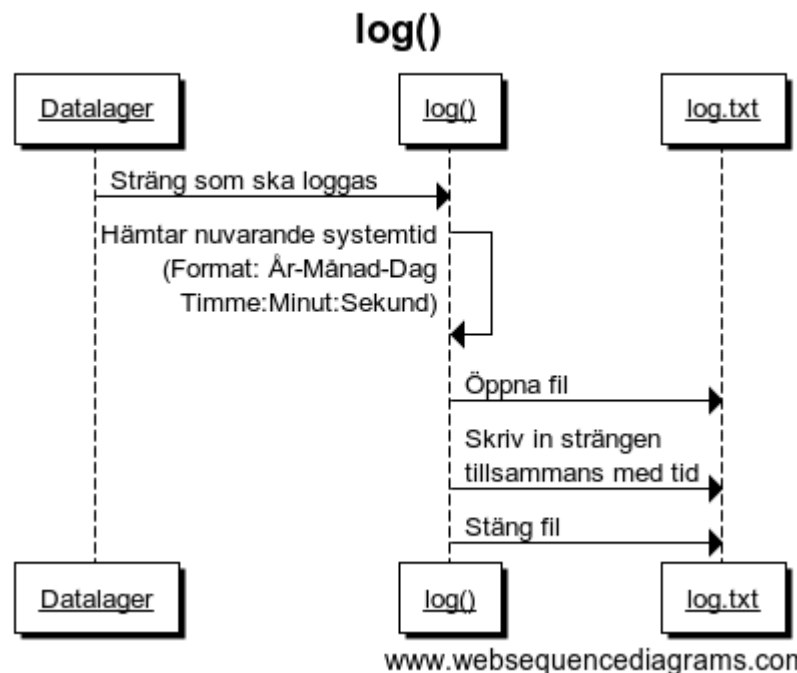 log()
Datalager
log()
log.txt
Sträng som ska loggas
Hämtar nuvarande systemtid
(Format: År-Månad-Dag
Timme:Minut:Sekund)
Öppna fil
Skriv in strängen
tillsammans med tid
Stäng fil
Datalager
log()
log.txt
www.websequencediagrams.com